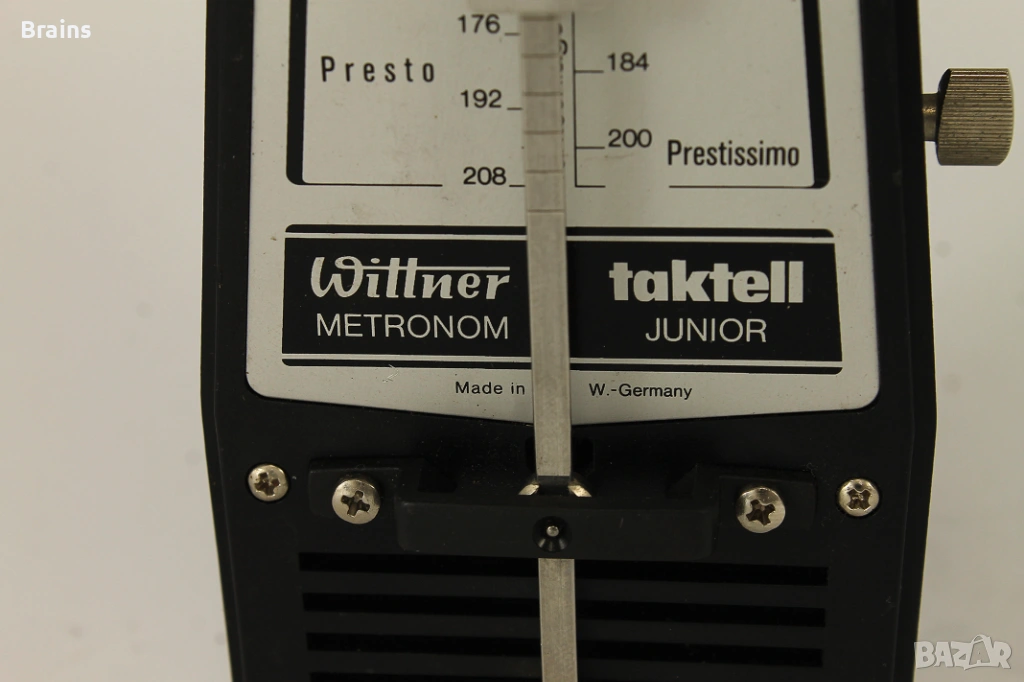 Brains
176
184
Presto
192
200
Prestissimo
208
Wittner
taktell
METRONOM
JUNIOR
Made in W.-Germany
BAZAR